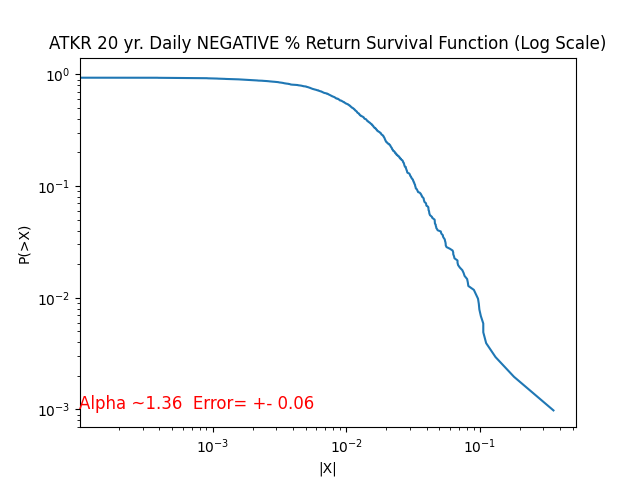 ATKR 20 yr. Daily NEGATIVE % Return Survival Function (Log Scale)
P(>X)
10^0
10^-1
10^-2
10^-3
Alpha ~1.36  Error= +- 0.06
10^-3
10^-2
10^-1
|X|